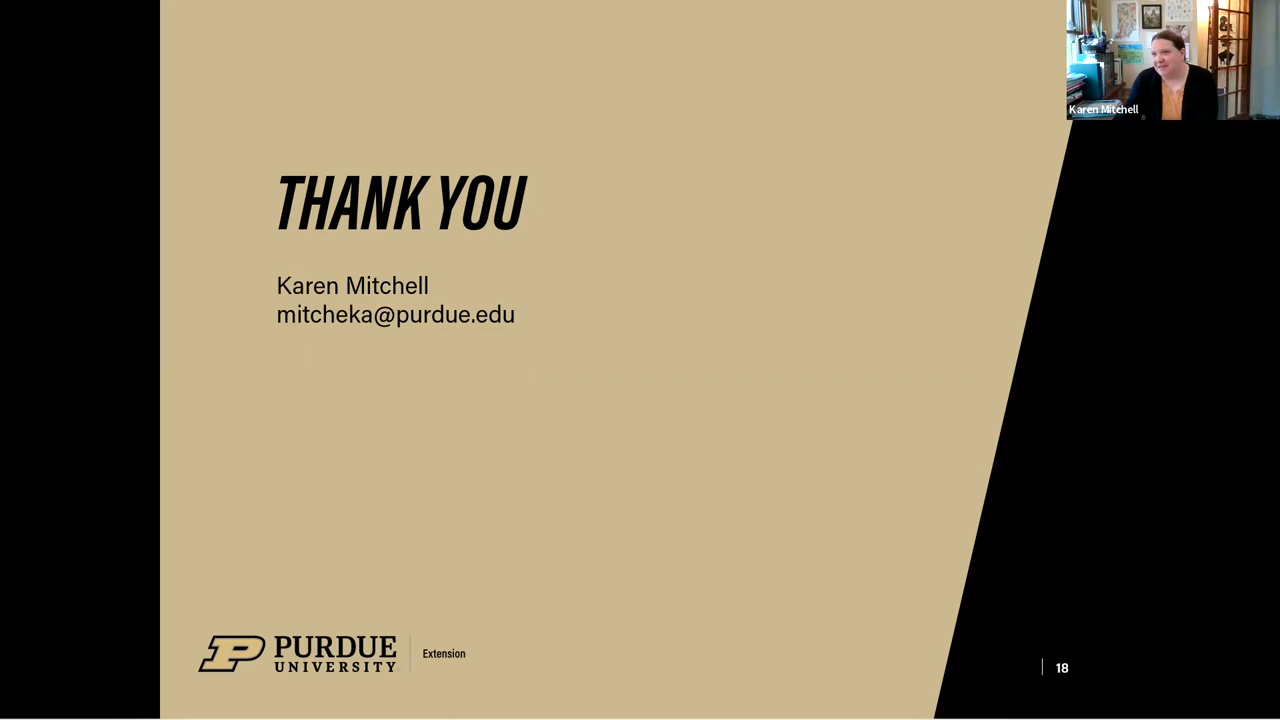 Karen Mitchell
THANK YOU
Karen Mitchell
mitcheka@purdue.edu
PURDUE
UNIVERSITY
Extension
18